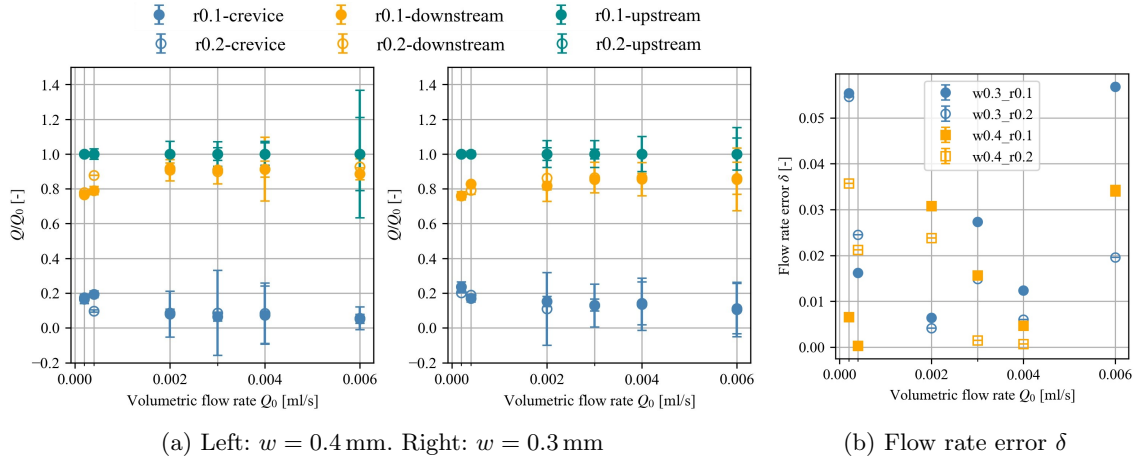 r0.1-crevice r0.1-downstream r0.1-upstream
r0.2-crevice r0.2-downstream r0.2-upstream
1.4
1.2
1.0
0.8
0.6
0.4
0.2
0.0
−0.2
Q/Q0 [-]
0.000 0.002 0.004 0.006
Volumetric flow rate Q0 [ml/s]
1.4
1.2
1.0
0.8
0.6
0.4
0.2
0.0
−0.2
Q/Q0 [-]
0.000 0.002 0.004 0.006
Volumetric flow rate Q0 [ml/s]
(a) Left: w = 0.4 mm. Right: w = 0.3 mm
w0.3_r0.1
w0.3_r0.2
w0.4_r0.1
w0.4_r0.2
0.05
0.04
0.03
0.02
0.01
0.00
Flow rate error δ [-]
0.000 0.002 0.004 0.006
Volumetric flow rate Q0 [ml/s]
(b) Flow rate error δ